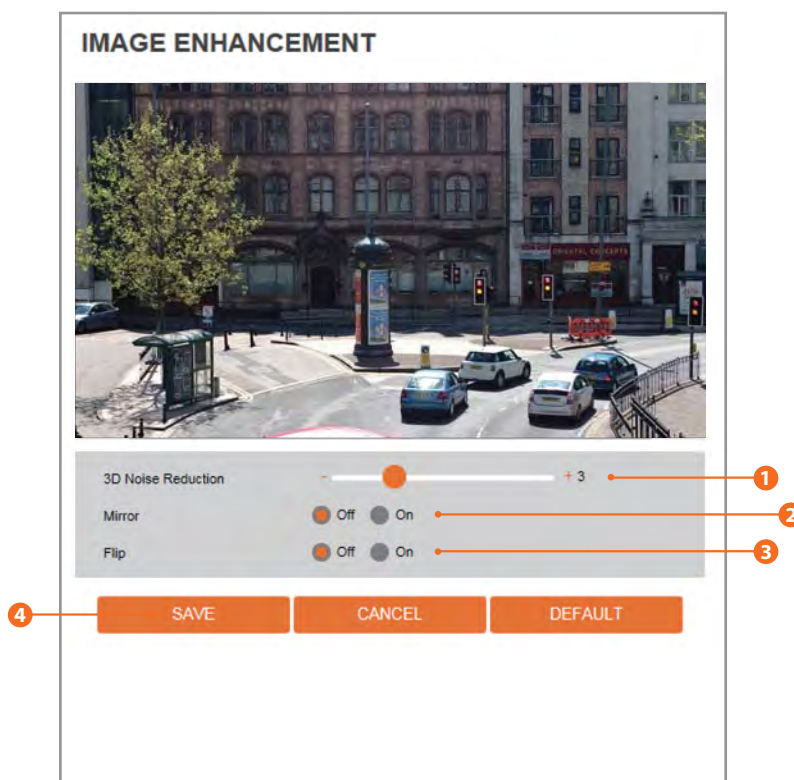 IMAGE ENHANCEMENT
ORIENTAL CONCEPTS
3D Noise Reduction - + 3 1
Mirror Off On 2
Flip Off On 3
4 SAVE CANCEL DEFAULT